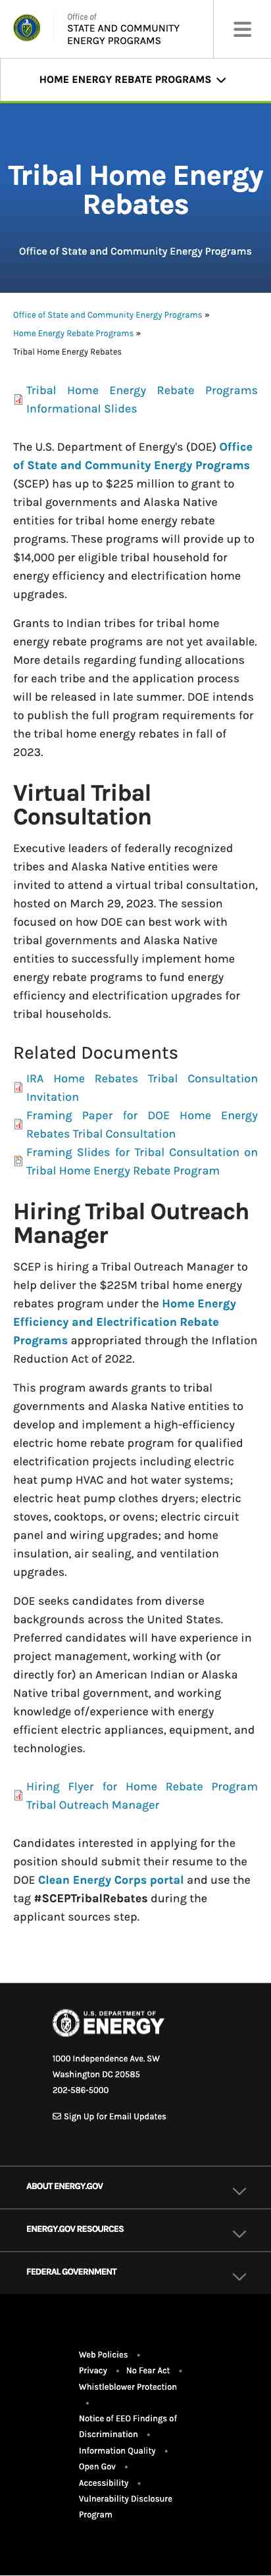 Office of
STATE AND COMMUNITY
ENERGY PROGRAMS
HOME ENERGY REBATE PROGRAMS
Tribal Home Energy
Rebates
Office of State and Community Energy Programs
Office of State and Community Energy Programs »
Home Energy Rebate Programs »
Tribal Home Energy Rebates
Tribal Home Energy Rebate Programs
Informational Slides
The U.S. Department of Energy's (DOE) Office
of State and Community Energy Programs
(SCEP) has up to $225 million to grant to
tribal governments and Alaska Native
entities for tribal home energy rebate
programs. These programs will provide up to
$14,000 per eligible tribal household for
energy efficiency and electrification home
upgrades.
Grants to Indian tribes for tribal home
energy rebate programs are not yet available.
More details regarding funding allocations
for each tribe and the application process
will be released in late summer. DOE intends
to publish the full program requirements for
the tribal home energy rebates in fall of
2023.
Virtual Tribal
Consultation
Executive leaders of federally recognized
tribes and Alaska Native entities were
invited to attend a virtual tribal consultation,
hosted on March 29, 2023. The session
focused on how DOE can best work with
tribal governments and Alaska Native
entities to successfully implement home
energy rebate programs to fund energy
efficiency and electrification upgrades for
tribal households.
Related Documents
IRA Home Rebates Tribal Consultation
Invitation
Framing Paper for DOE Home Energy
Rebates Tribal Consultation
Framing Slides for Tribal Consultation on
Tribal Home Energy Rebate Program
Hiring Tribal Outreach
Manager
SCEP is hiring a Tribal Outreach Manager to
help deliver the $225M tribal home energy
rebates program under the Home Energy
Efficiency and Electrification Rebate
Programs appropriated through the Inflation
Reduction Act of 2022.
This program awards grants to tribal
governments and Alaska Native entities to
develop and implement a high-efficiency
electric home rebate program for qualified
electrification projects including electric
heat pump HVAC and hot water systems;
electric heat pump clothes dryers; electric
stoves, cooktops, or ovens; electric circuit
panel and wiring upgrades; and home
insulation, air sealing, and ventilation
upgrades.
DOE seeks candidates from diverse
backgrounds across the United States.
Preferred candidates will have experience in
project management, working with (or
directly for) an American Indian or Alaska
Native tribal government, and working
knowledge of/experience with energy
efficient electric appliances, equipment, and
technologies.
Hiring Flyer for Home Rebate Program
Tribal Outreach Manager
Candidates interested in applying for the
position should submit their resume to the
DOE Clean Energy Corps portal and use the
tag #SCEPTribalRebates during the
applicant sources step.
U.S. DEPARTMENT OF
ENERGY
1000 Independence Ave. SW
Washington DC 20585
202-586-5000
Sign Up for Email Updates
ABOUT ENERGY.GOV
ENERGY.GOV RESOURCES
FEDERAL GOVERNMENT
Web Policies •
Privacy • No Fear Act •
Whistleblower Protection
•
Notice of EEO Findings of
Discrimination •
Information Quality •
Open Gov •
Accessibility •
Vulnerability Disclosure
Program